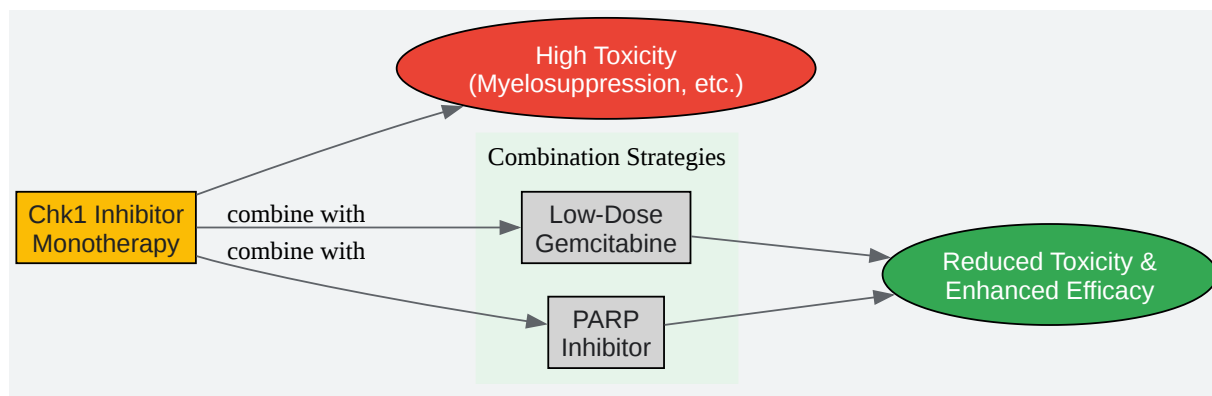 High Toxicity
(Myelosuppression, etc.)
Combination Strategies
Chk1 Inhibitor
Monotherapy
combine with
combine with
Low-Dose
Gemcitabine
PARP
Inhibitor
Reduced Toxicity &
Enhanced Efficacy